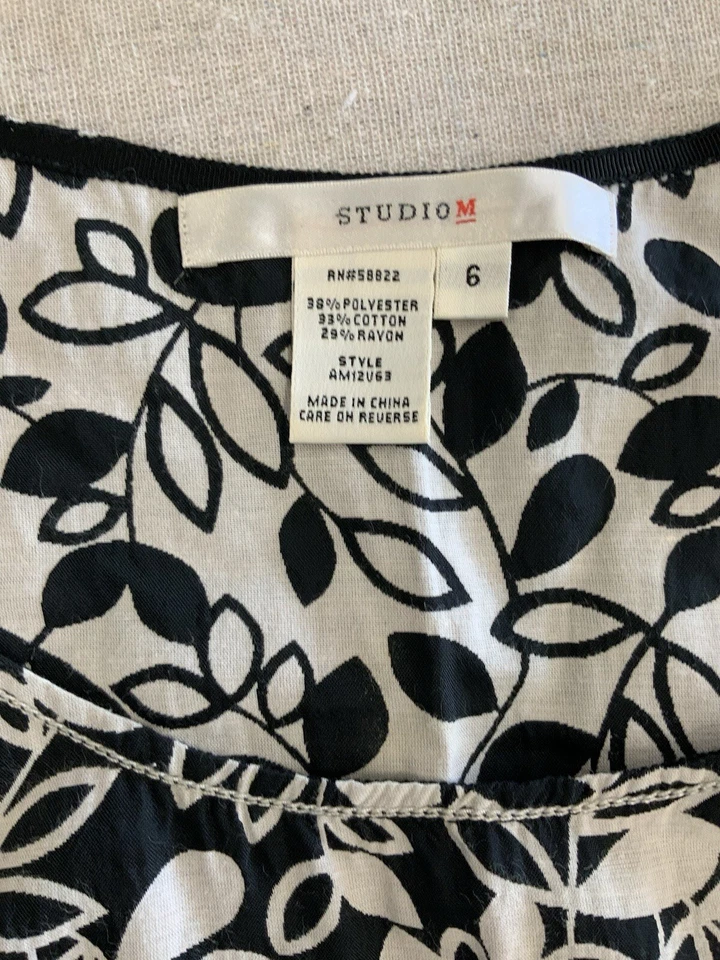 STUDIO M
6
RN#58822
38% POLYESTER
33% COTTON
29% RAYON
STYLE
AM12U63
MADE IN CHINA
CARE ON REVERSE